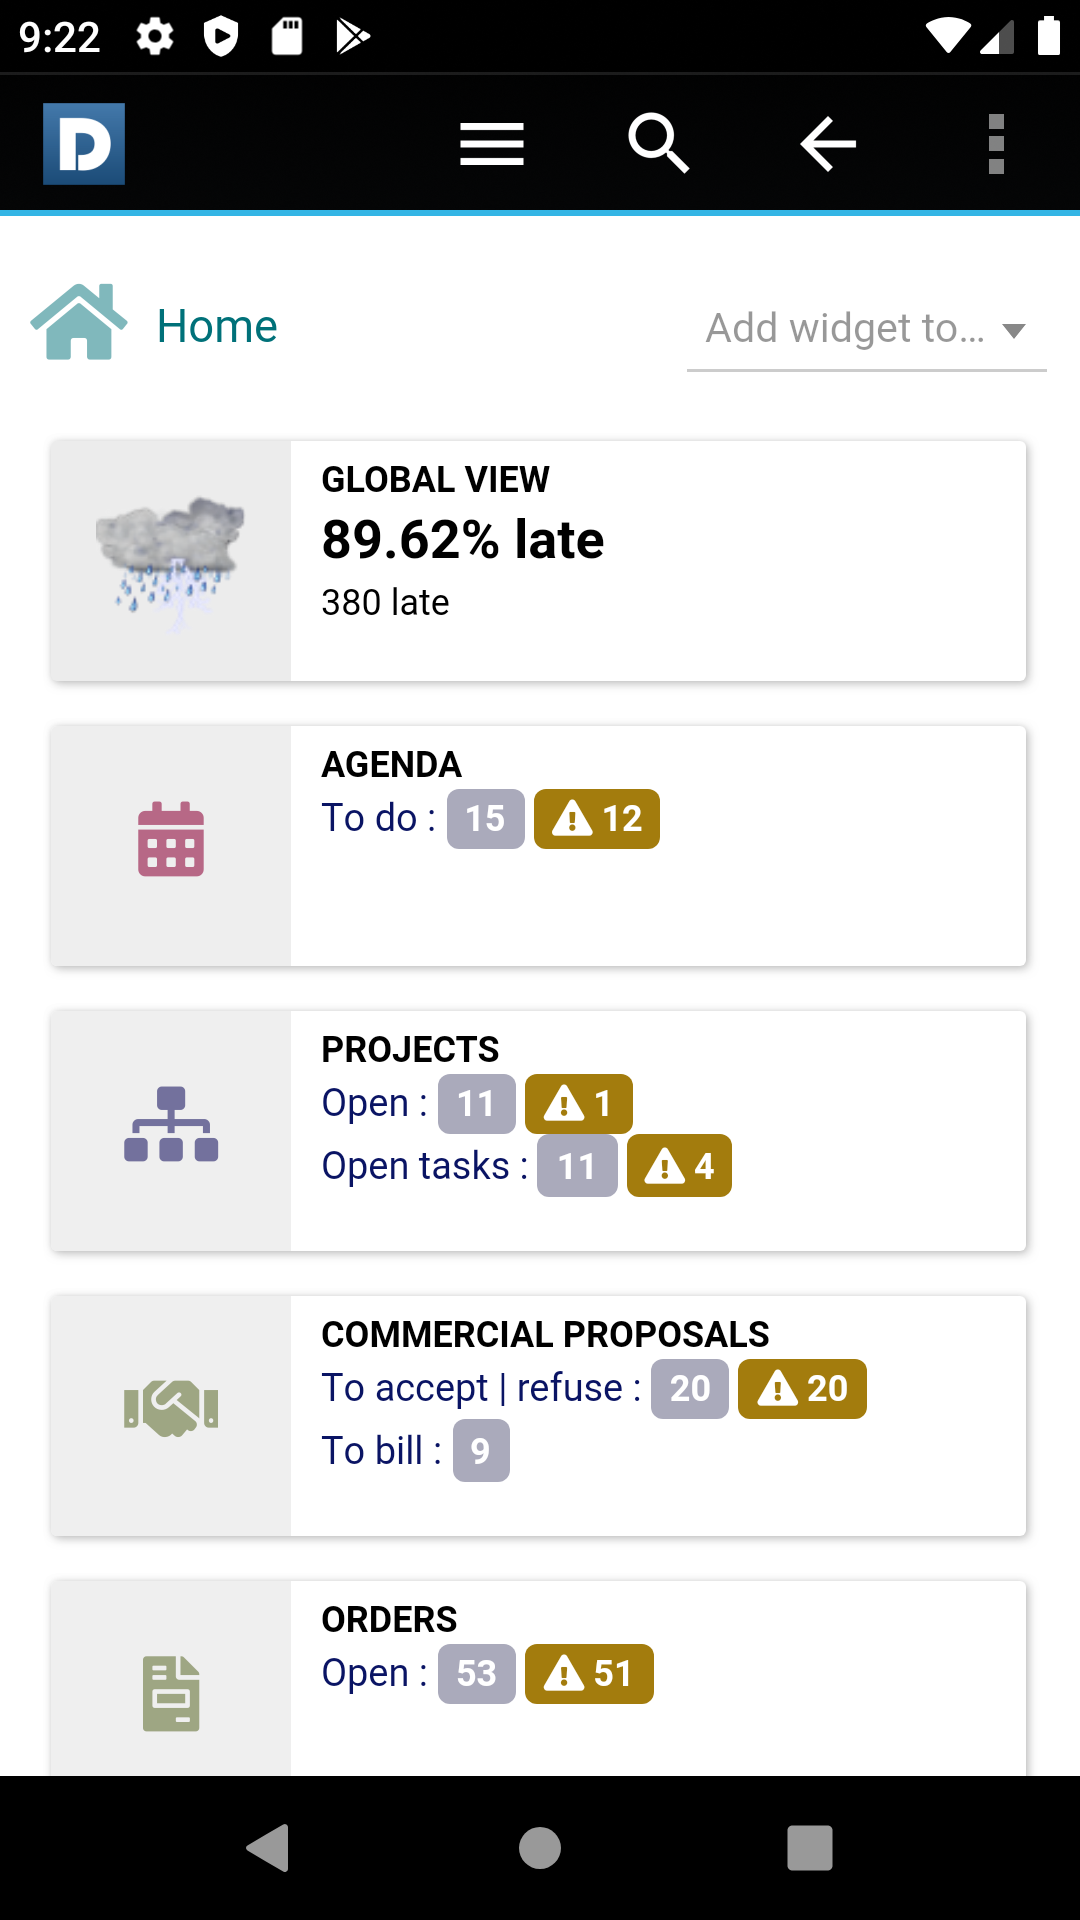 9:22
D
Home
Add widget to...
GLOBAL VIEW
89.62% late
380 late
AGENDA
To do : 15 12
PROJECTS
Open : 11 1
Open tasks : 11 4
COMMERCIAL PROPOSALS
To accept | refuse : 20 20
To bill : 9
ORDERS
Open : 53 51